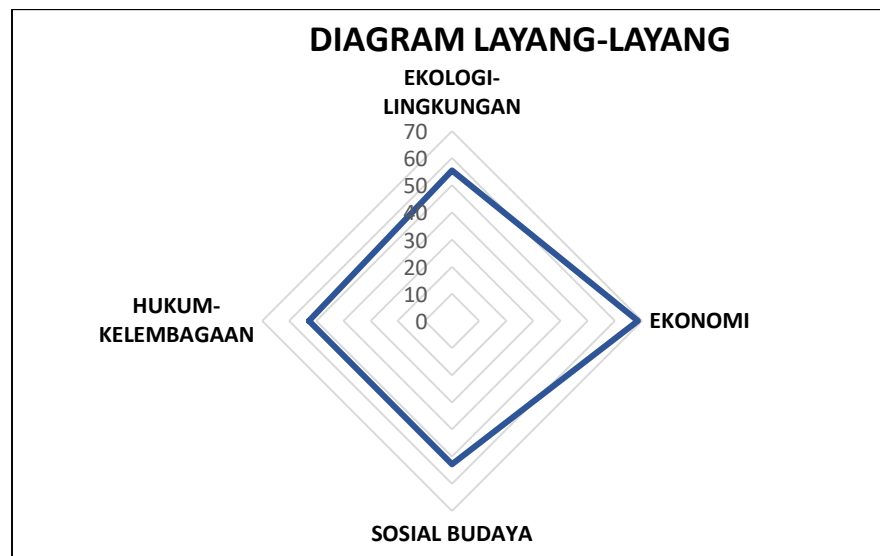 DIAGRAM LAYANG-LAYANG
EKOLOGI-
LINGKUNGAN
70
60
50
40
30
20
10
0
HUKUM-
KELEMBAGAAN
EKONOMI
SOSIAL BUDAYA